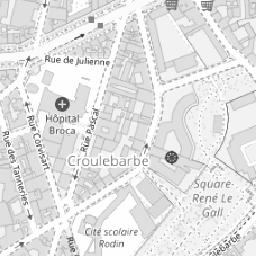 Rue de Julienne
Hôpital
Broca
Rue Pascal
Rue Corvisart
Rue des Tanneries
Croulebarbe
Square
René Le
Gall
Cité scolaire
Rodin
lebarbe